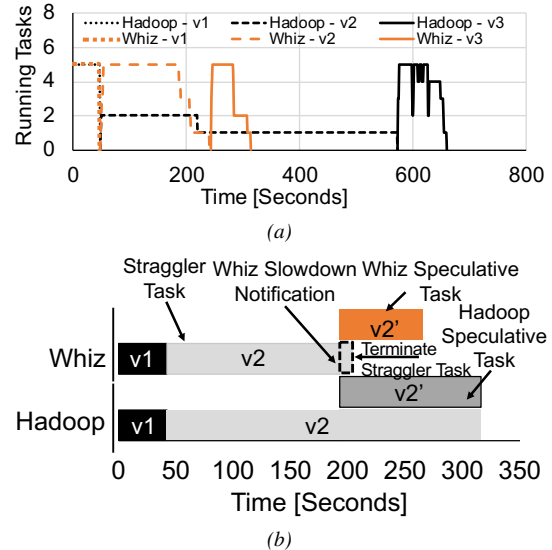 8
6
4
2
0
Running Tasks
Hadoop - v1 Hadoop - v2 Hadoop - v3
Whiz - v1 Whiz - v2 Whiz - v3
0 200 400 600 800
Time [Seconds]
(a)
Straggler Task
Whiz Slowdown Notification
Whiz Speculative Task
Hadoop Speculative Task
v2'
Whiz
v1 v2
Terminate
Straggler Task
v2'
Hadoop
v1 v2
0 50 100 150 200 250 300 350
Time [Seconds]
(b)